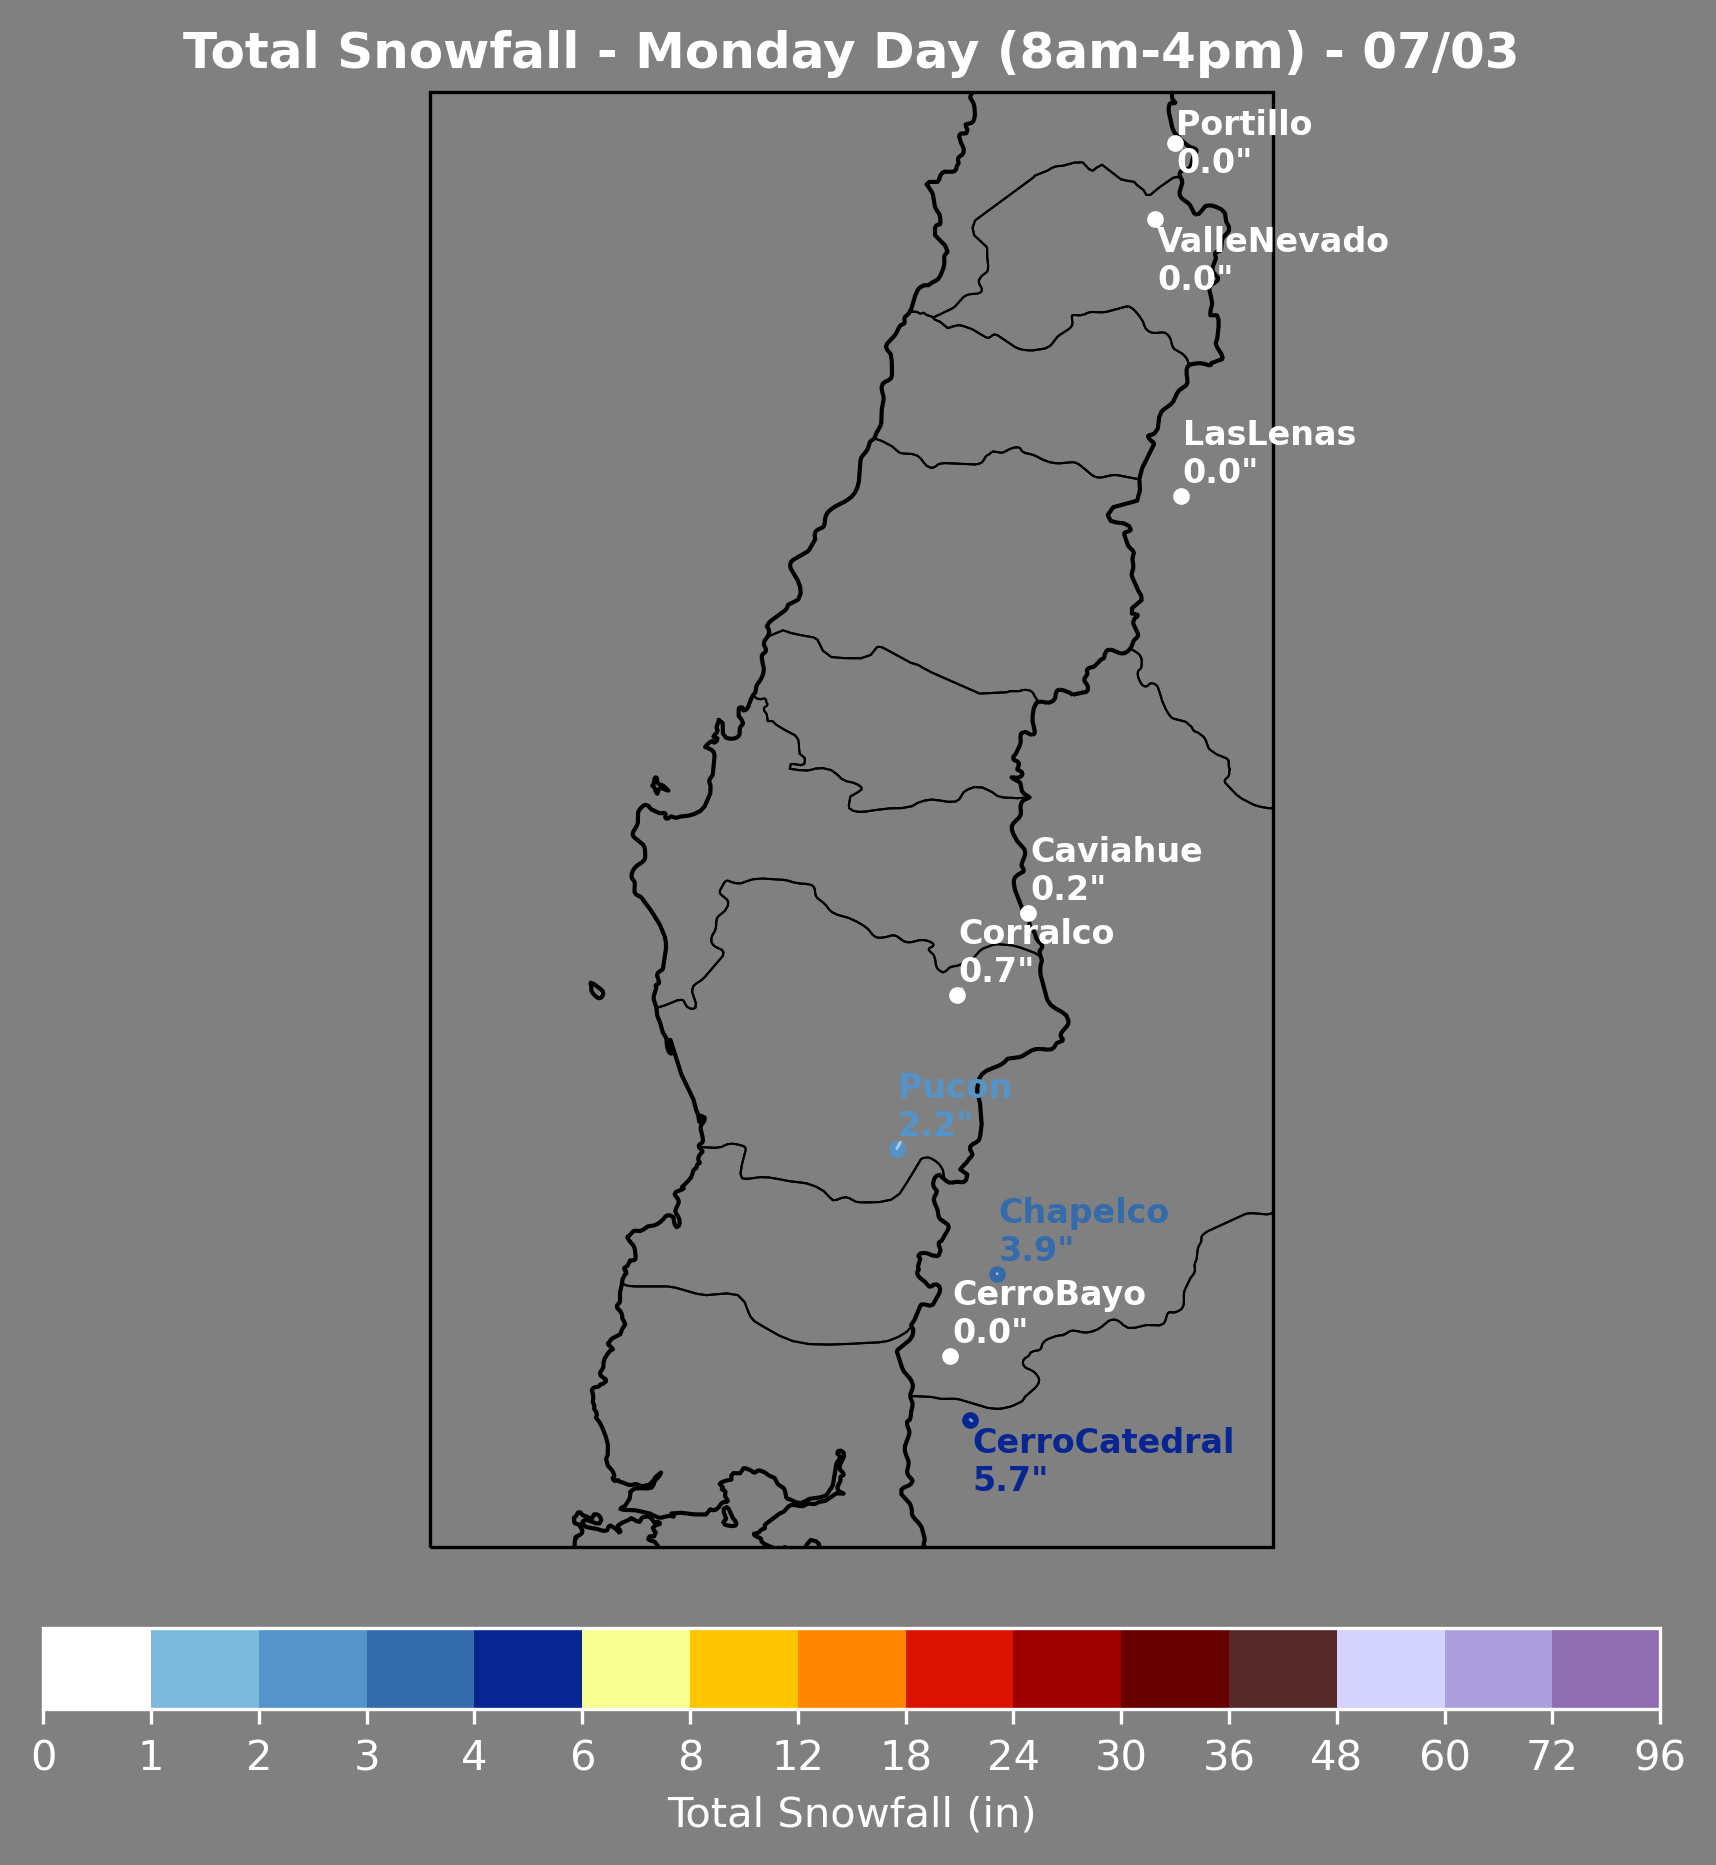 Total Snowfall - Monday Day (8am-4pm) - 07/03
Portillo
0.0"
ValleNevado
0.0"
LasLenas
0.0"
Caviahue
0.2"
Corralco
0.7"
Pucon
2.2"
Chapelco
3.9"
CerroBayo
0.0"
CerroCatedral
5.7"
0 1 2 3 4 6 8 12 18 24 30 36 48 60 72 96
Total Snowfall (in)